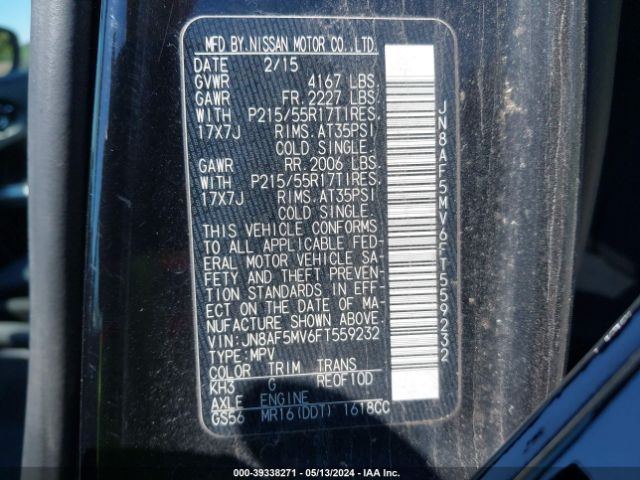 MFD BY NISSAN MOTOR CO., LTD.
DATE 2/15
GVWR 4167 LBS.
GAWR FR. 2227 LBS.
WITH P215/55R17TIRES.
17X7J RIMS. AT35PSI
COLD SINGLE.
GAWR RR. 2006 LBS.
WITH P215/55R17TIRES.
17X7J RIMS. AT35PSI
COLD SINGLE.
THIS VEHICLE CONFORMS
TO ALL APPLICABLE FED-
ERAL MOTOR VEHICLE SA-
FETY AND THEFT PREVEN-
TION STANDARDS IN EFF-
ECT ON THE DATE OF MA-
NUFACTURE SHOWN ABOVE.
VIN: JN8AF5MV6FT559232
TYPE: MPV
COLOR TRIM TRANS
KH3 G RE0F10D
AXLE ENGINE
GS56 MR16(DDT) 1618CC
JN8AF5MV6FT559232
000-39338271 - 05/13/2024 - IAA Inc.